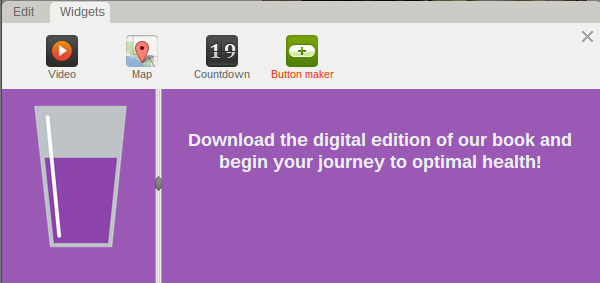 Edit Widgets
19
Video Map Countdown Button maker
Download the digital edition of our book and
begin your journey to optimal health!